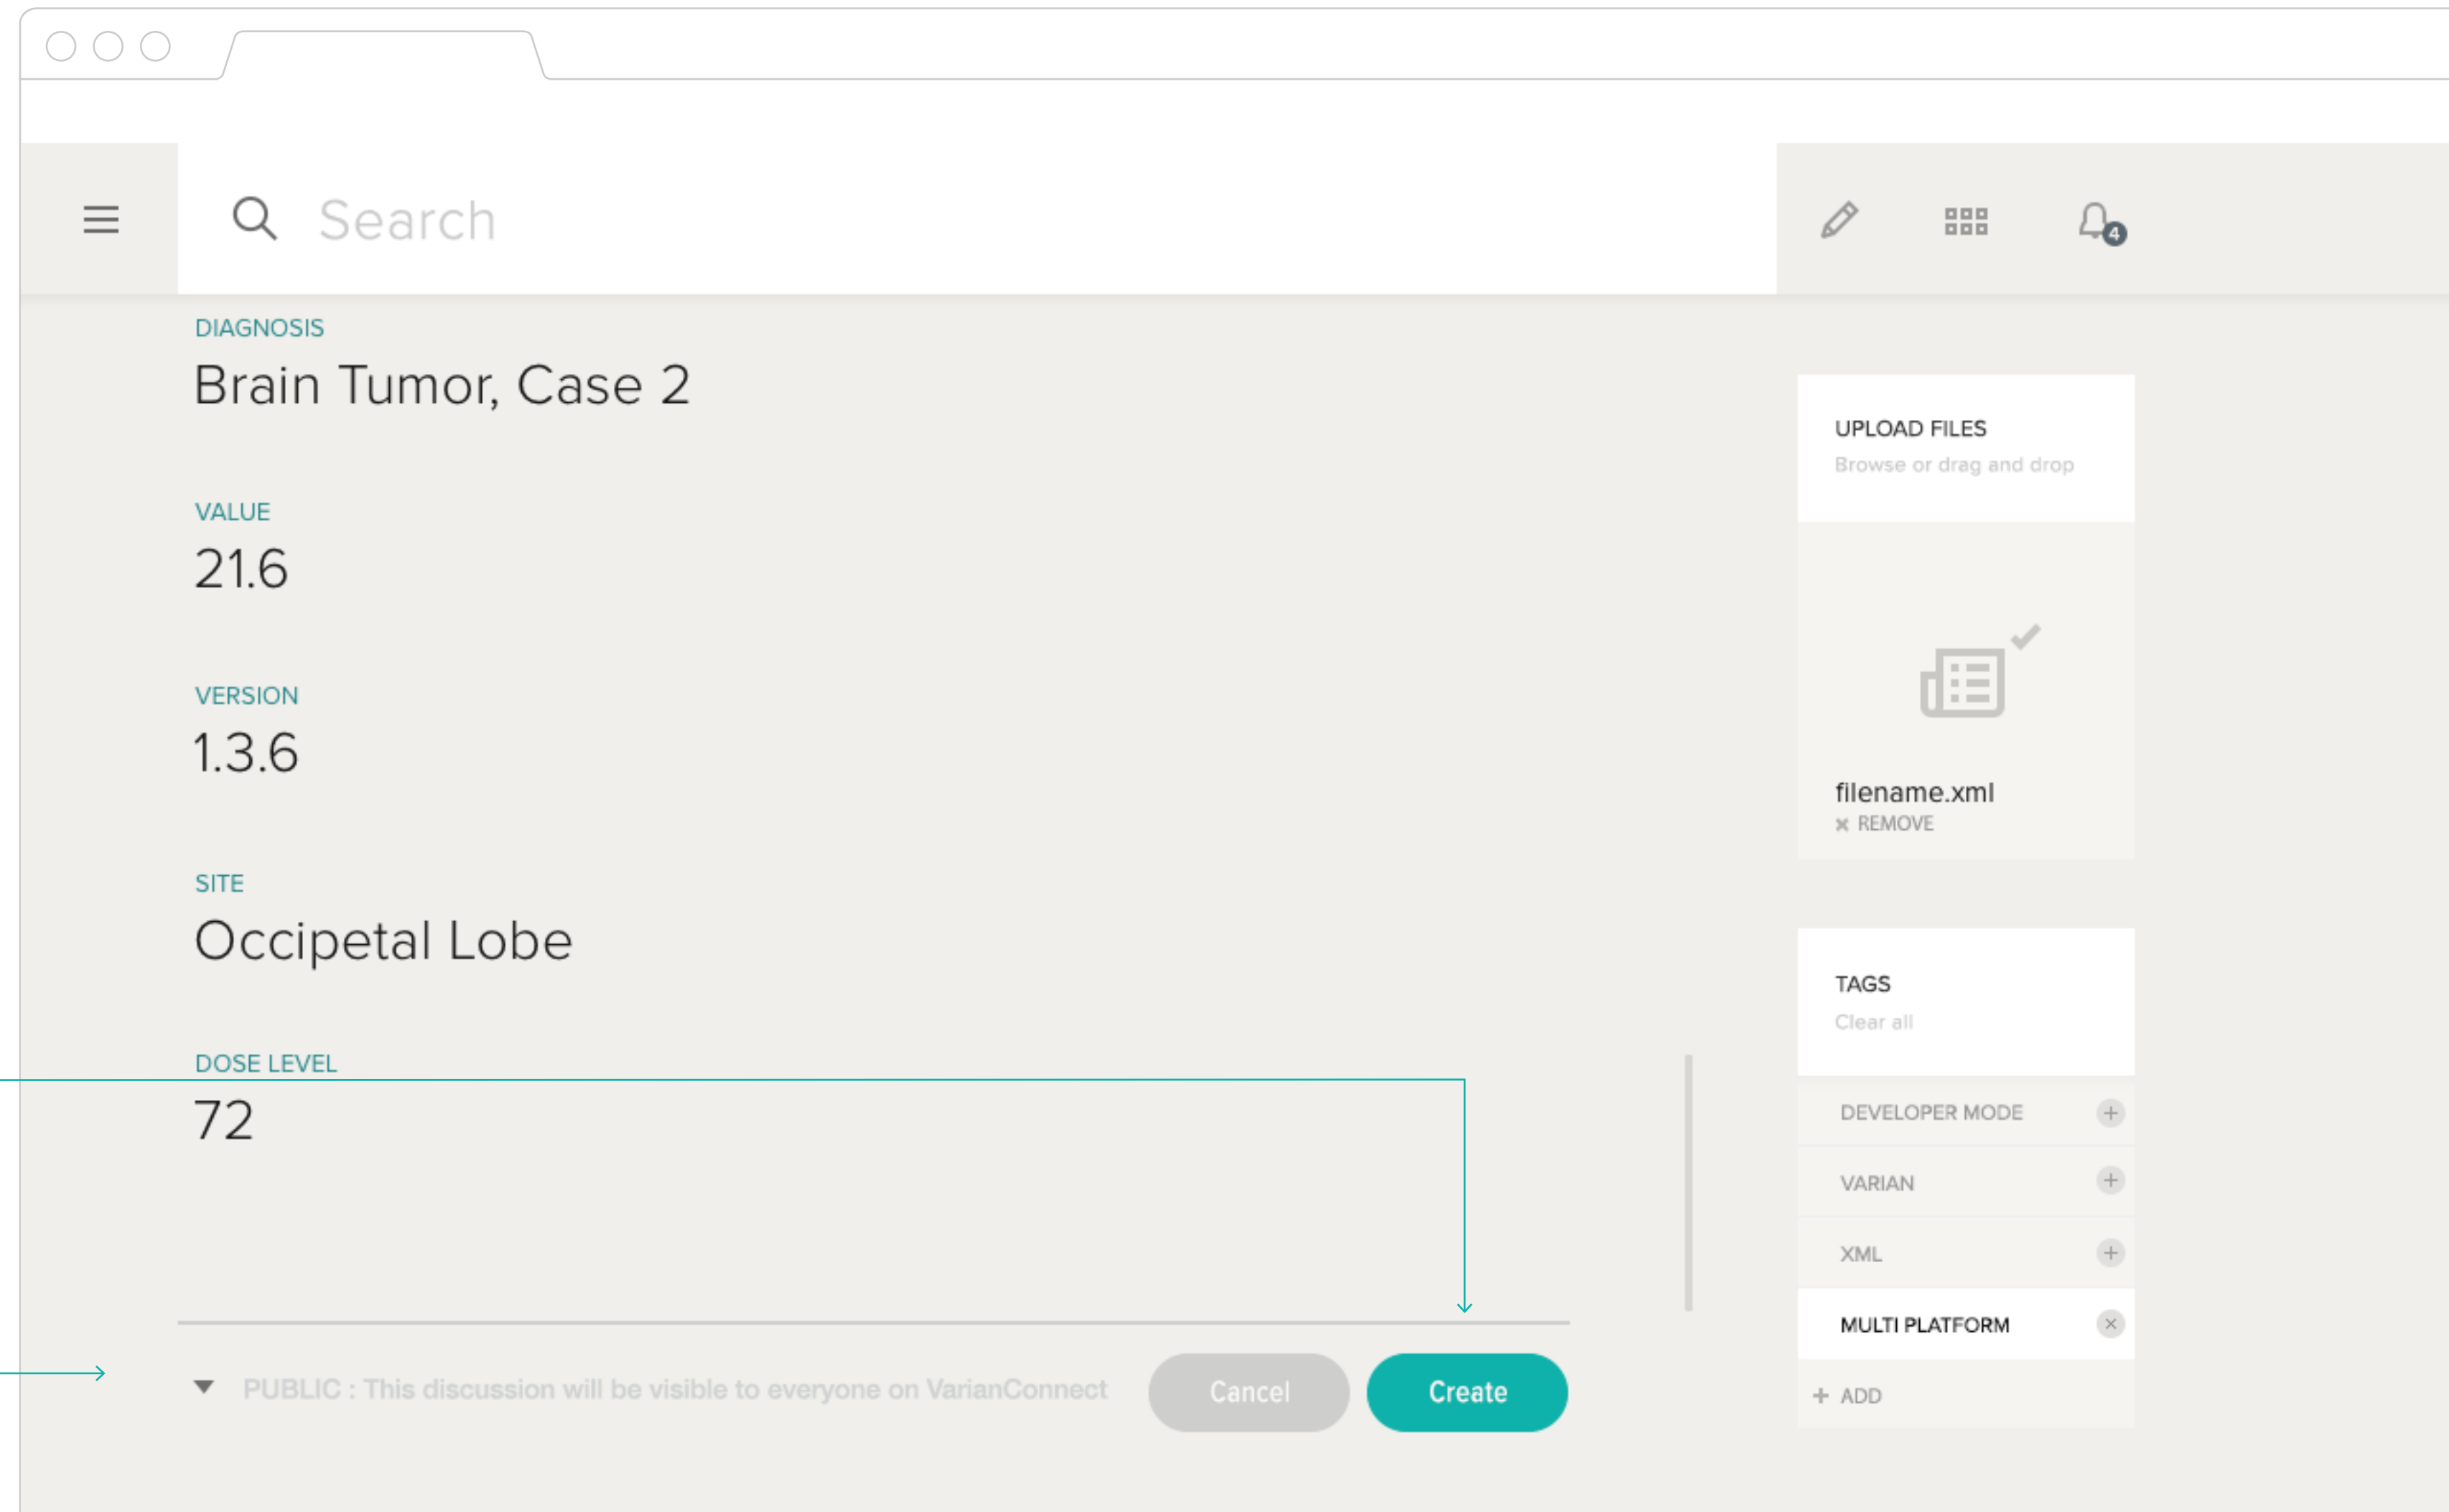 Search
4
DIAGNOSIS
Brain Tumor, Case 2
VALUE
21.6
VERSION
1.3.6
SITE
Occipetal Lobe
DOSE LEVEL
72
PUBLIC : This discussion will be visible to everyone on VarianConnect
Cancel
Create
UPLOAD FILES
Browse or drag and drop
filename.xml
REMOVE
TAGS
Clear all
DEVELOPER MODE
VARIAN
XML
MULTI PLATFORM
+ ADD